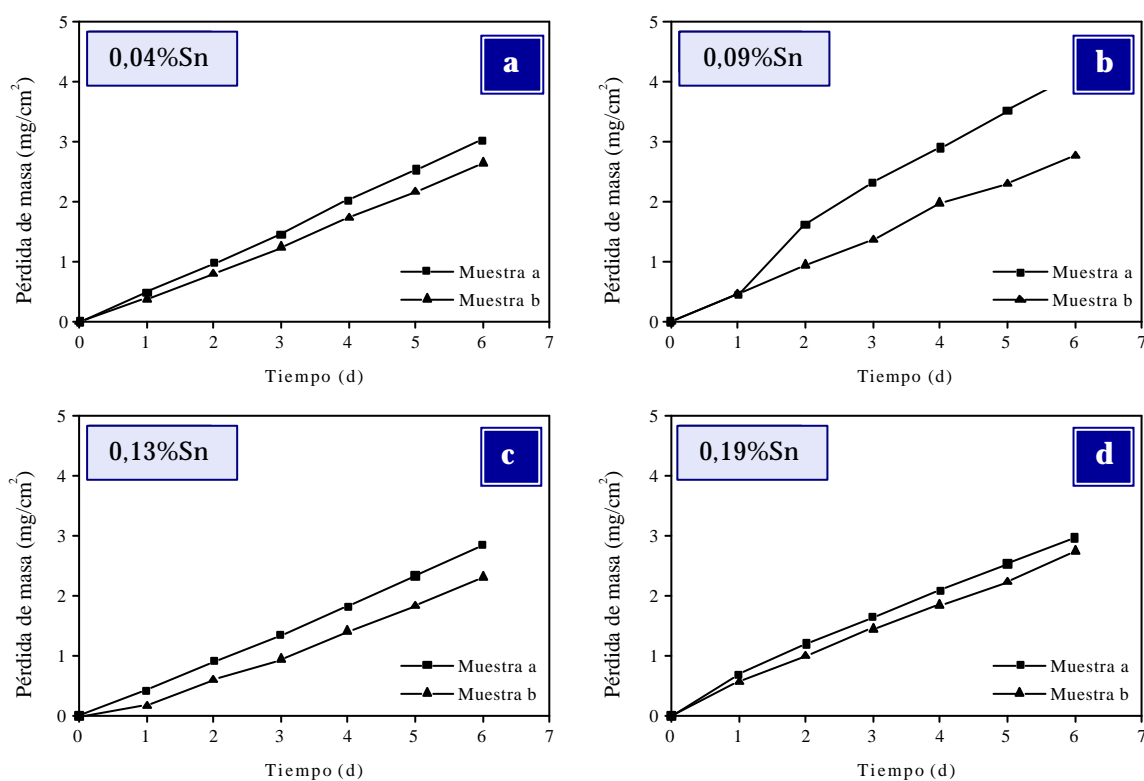 5
4
3
2
1
0
Pérdida de masa (mg/cm²)
0,04%Sn
a
Muestra a
Muestra b
0 1 2 3 4 5 6 7
Tiempo (d)
5
4
3
2
1
0
Pérdida de masa (mg/cm²)
0,09%Sn
b
Muestra a
Muestra b
0 1 2 3 4 5 6 7
Tiempo (d)
5
4
3
2
1
0
Pérdida de masa (mg/cm²)
0,13%Sn
c
Muestra a
Muestra b
0 1 2 3 4 5 6 7
Tiempo (d)
5
4
3
2
1
0
Pérdida de masa (mg/cm²)
0,19%Sn
d
Muestra a
Muestra b
0 1 2 3 4 5 6 7
Tiempo (d)